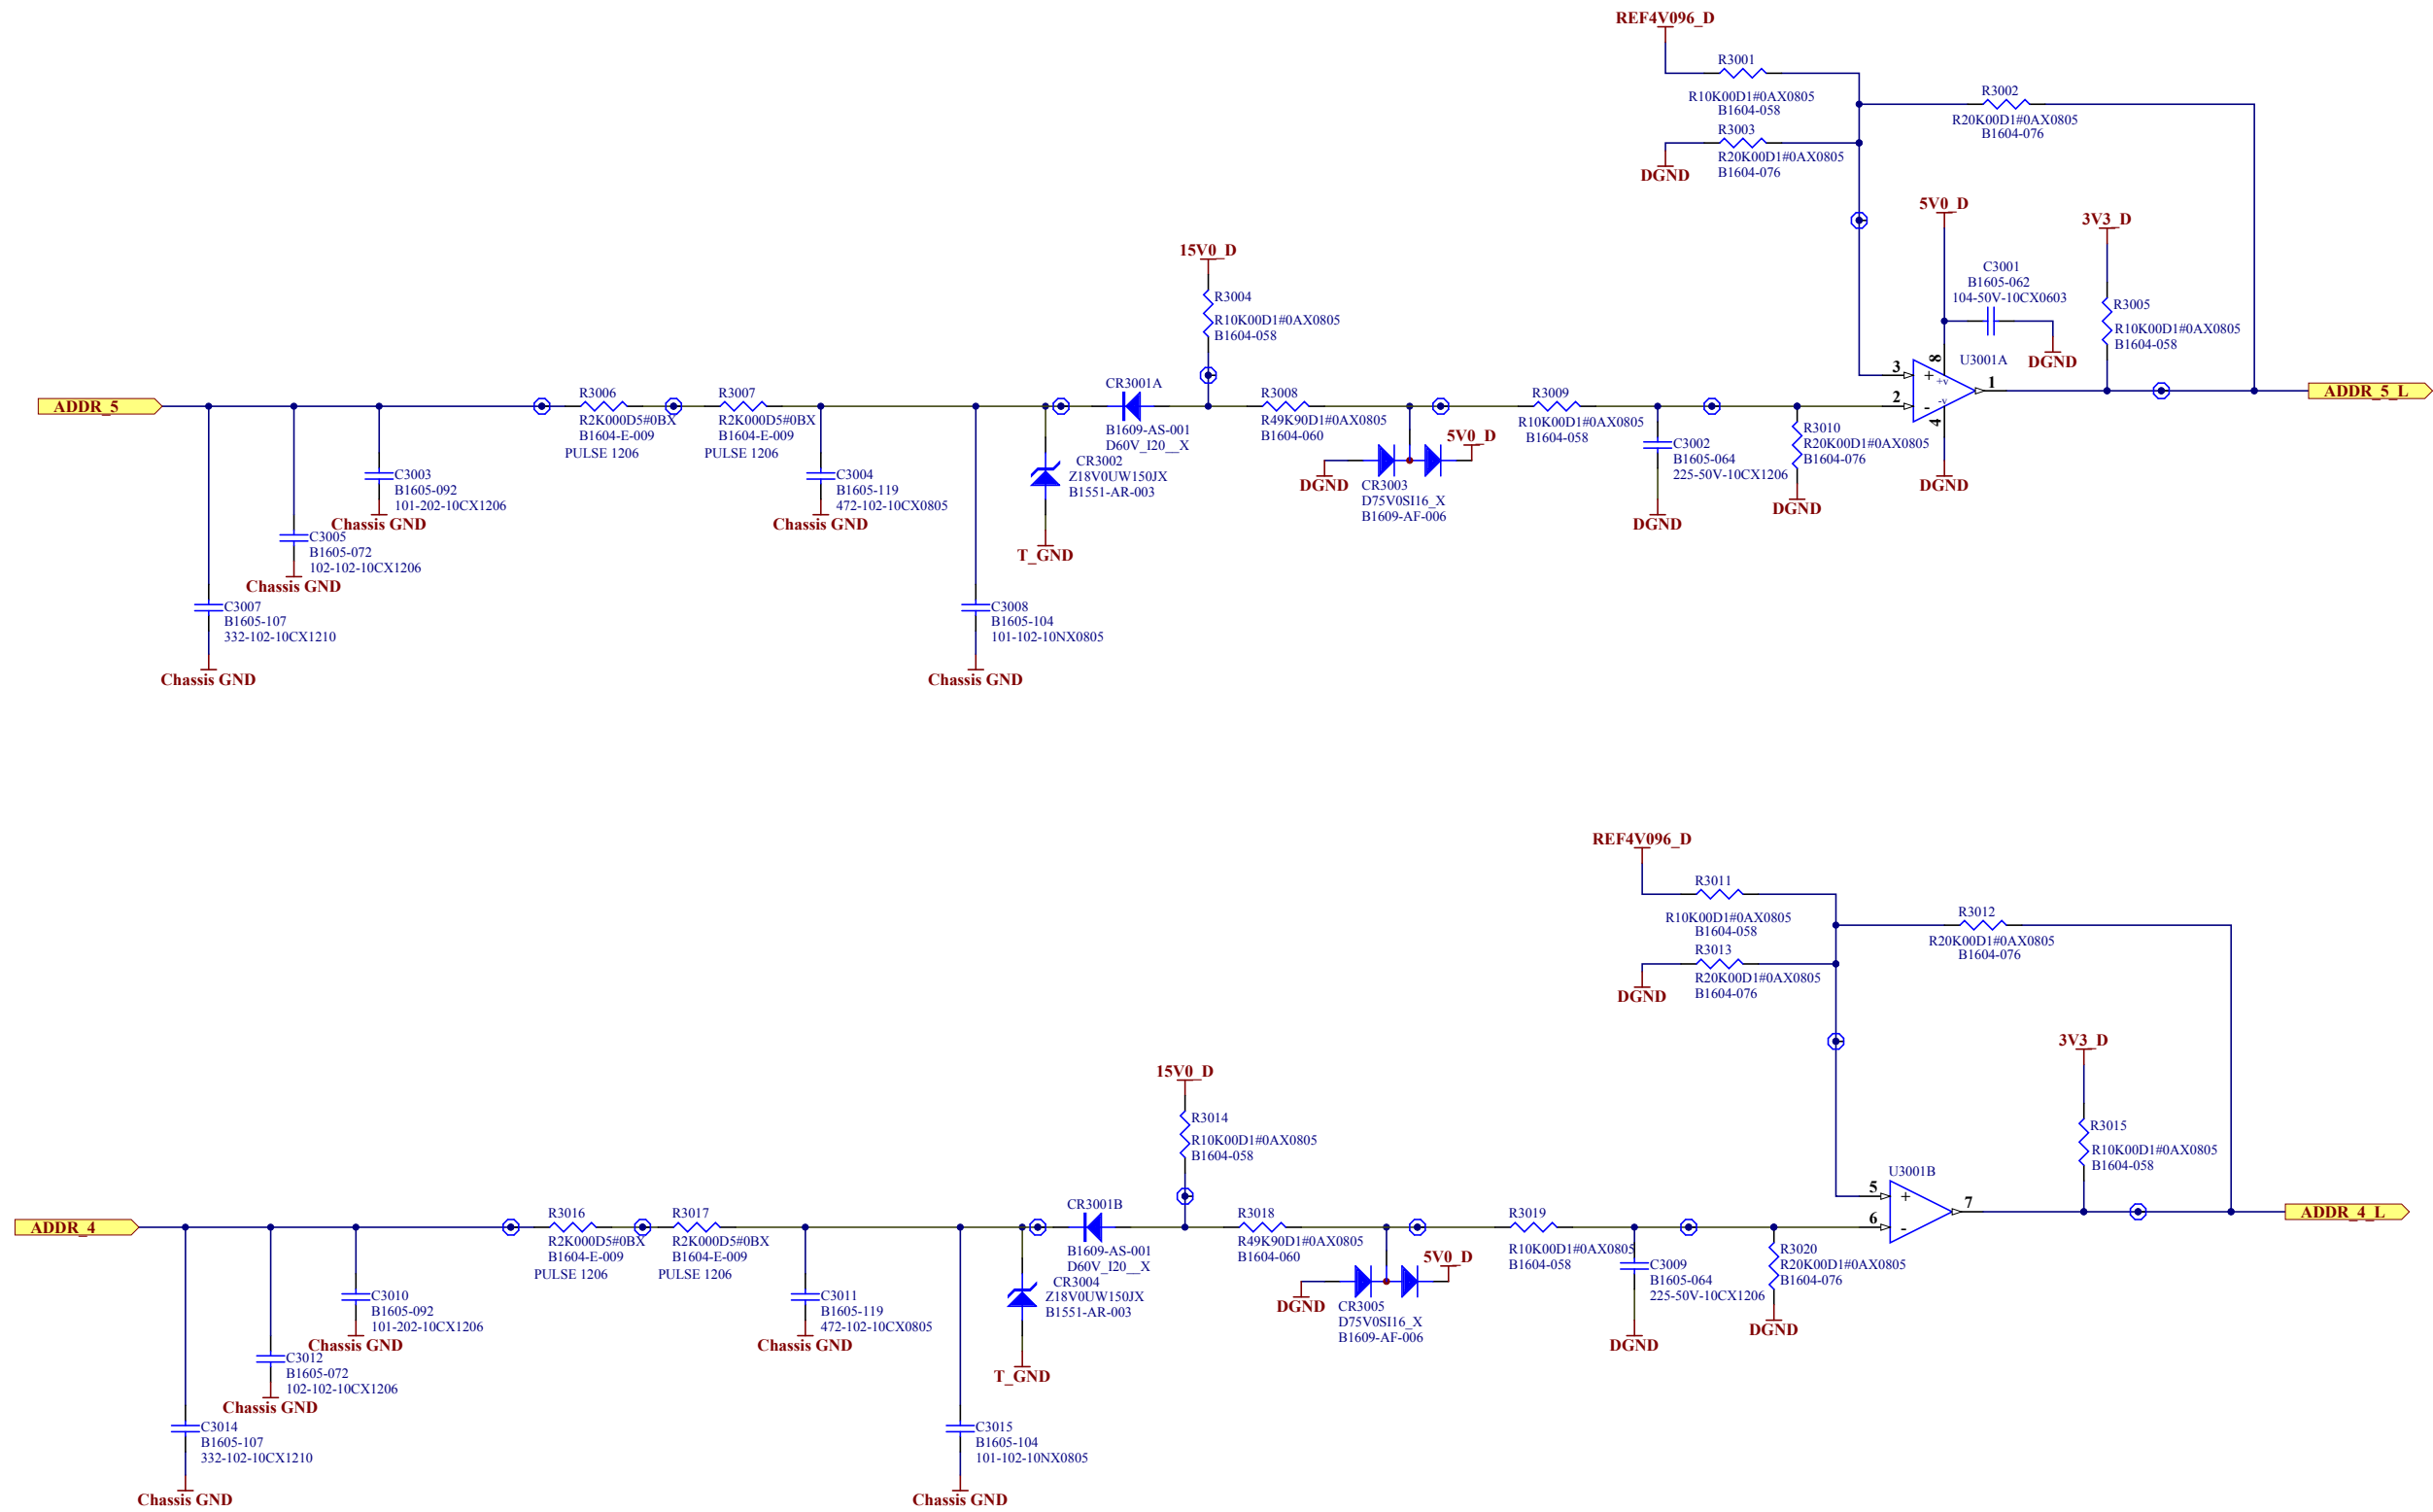 REF4V096_D
R3001
R10K00D1#0AX0805
B1604-058
R3002
R20K00D1#0AX0805
B1604-076
R3003
R20K00D1#0AX0805
B1604-076
DGND
5V0_D
3V3_D
15V0_D
C3001
B1605-062
104-50V-10CX0603
DGND
R3004
R10K00D1#0AX0805
B1604-058
R3005
R10K00D1#0AX0805
B1604-058
U3001A
8
+V
3
+
1
2
-
-V
4
DGND
ADDR_5
R3006
R2K000D5#0BX
B1604-E-009
PULSE 1206
R3007
R2K000D5#0BX
B1604-E-009
PULSE 1206
CR3001A
B1609-AS-001
D60V_I20__X
R3008
R49K90D1#0AX0805
B1604-060
R3009
R10K00D1#0AX0805
B1604-058
ADDR_5_L
C3003
B1605-092
101-202-10CX1206
Chassis GND
C3004
B1605-119
472-102-10CX0805
Chassis GND
CR3002
Z18V0UW150JX
B1551-AR-003
T_GND
5V0_D
DGND
CR3003
D75V0SI16_X
B1609-AF-006
C3002
B1605-064
225-50V-10CX1206
DGND
R3010
R20K00D1#0AX0805
B1604-076
DGND
C3005
B1605-072
102-102-10CX1206
Chassis GND
C3007
B1605-107
332-102-10CX1210
Chassis GND
C3008
B1605-104
101-102-10NX0805
Chassis GND
REF4V096_D
R3011
R10K00D1#0AX0805
B1604-058
R3012
R20K00D1#0AX0805
B1604-076
R3013
R20K00D1#0AX0805
B1604-076
DGND
3V3_D
15V0_D
R3014
R10K00D1#0AX0805
B1604-058
R3015
R10K00D1#0AX0805
B1604-058
U3001B
5
+
7
6
-
ADDR_4
R3016
R2K000D5#0BX
B1604-E-009
PULSE 1206
R3017
R2K000D5#0BX
B1604-E-009
PULSE 1206
CR3001B
B1609-AS-001
D60V_I20__X
R3018
R49K90D1#0AX0805
B1604-060
R3019
R10K00D1#0AX0805
B1604-058
ADDR_4_L
C3010
B1605-092
101-202-10CX1206
Chassis GND
C3011
B1605-119
472-102-10CX0805
Chassis GND
CR3004
Z18V0UW150JX
B1551-AR-003
T_GND
5V0_D
DGND
CR3005
D75V0SI16_X
B1609-AF-006
C3009
B1605-064
225-50V-10CX1206
DGND
R3020
R20K00D1#0AX0805
B1604-076
DGND
C3012
B1605-072
102-102-10CX1206
Chassis GND
C3014
B1605-107
332-102-10CX1210
Chassis GND
C3015
B1605-104
101-102-10NX0805
Chassis GND